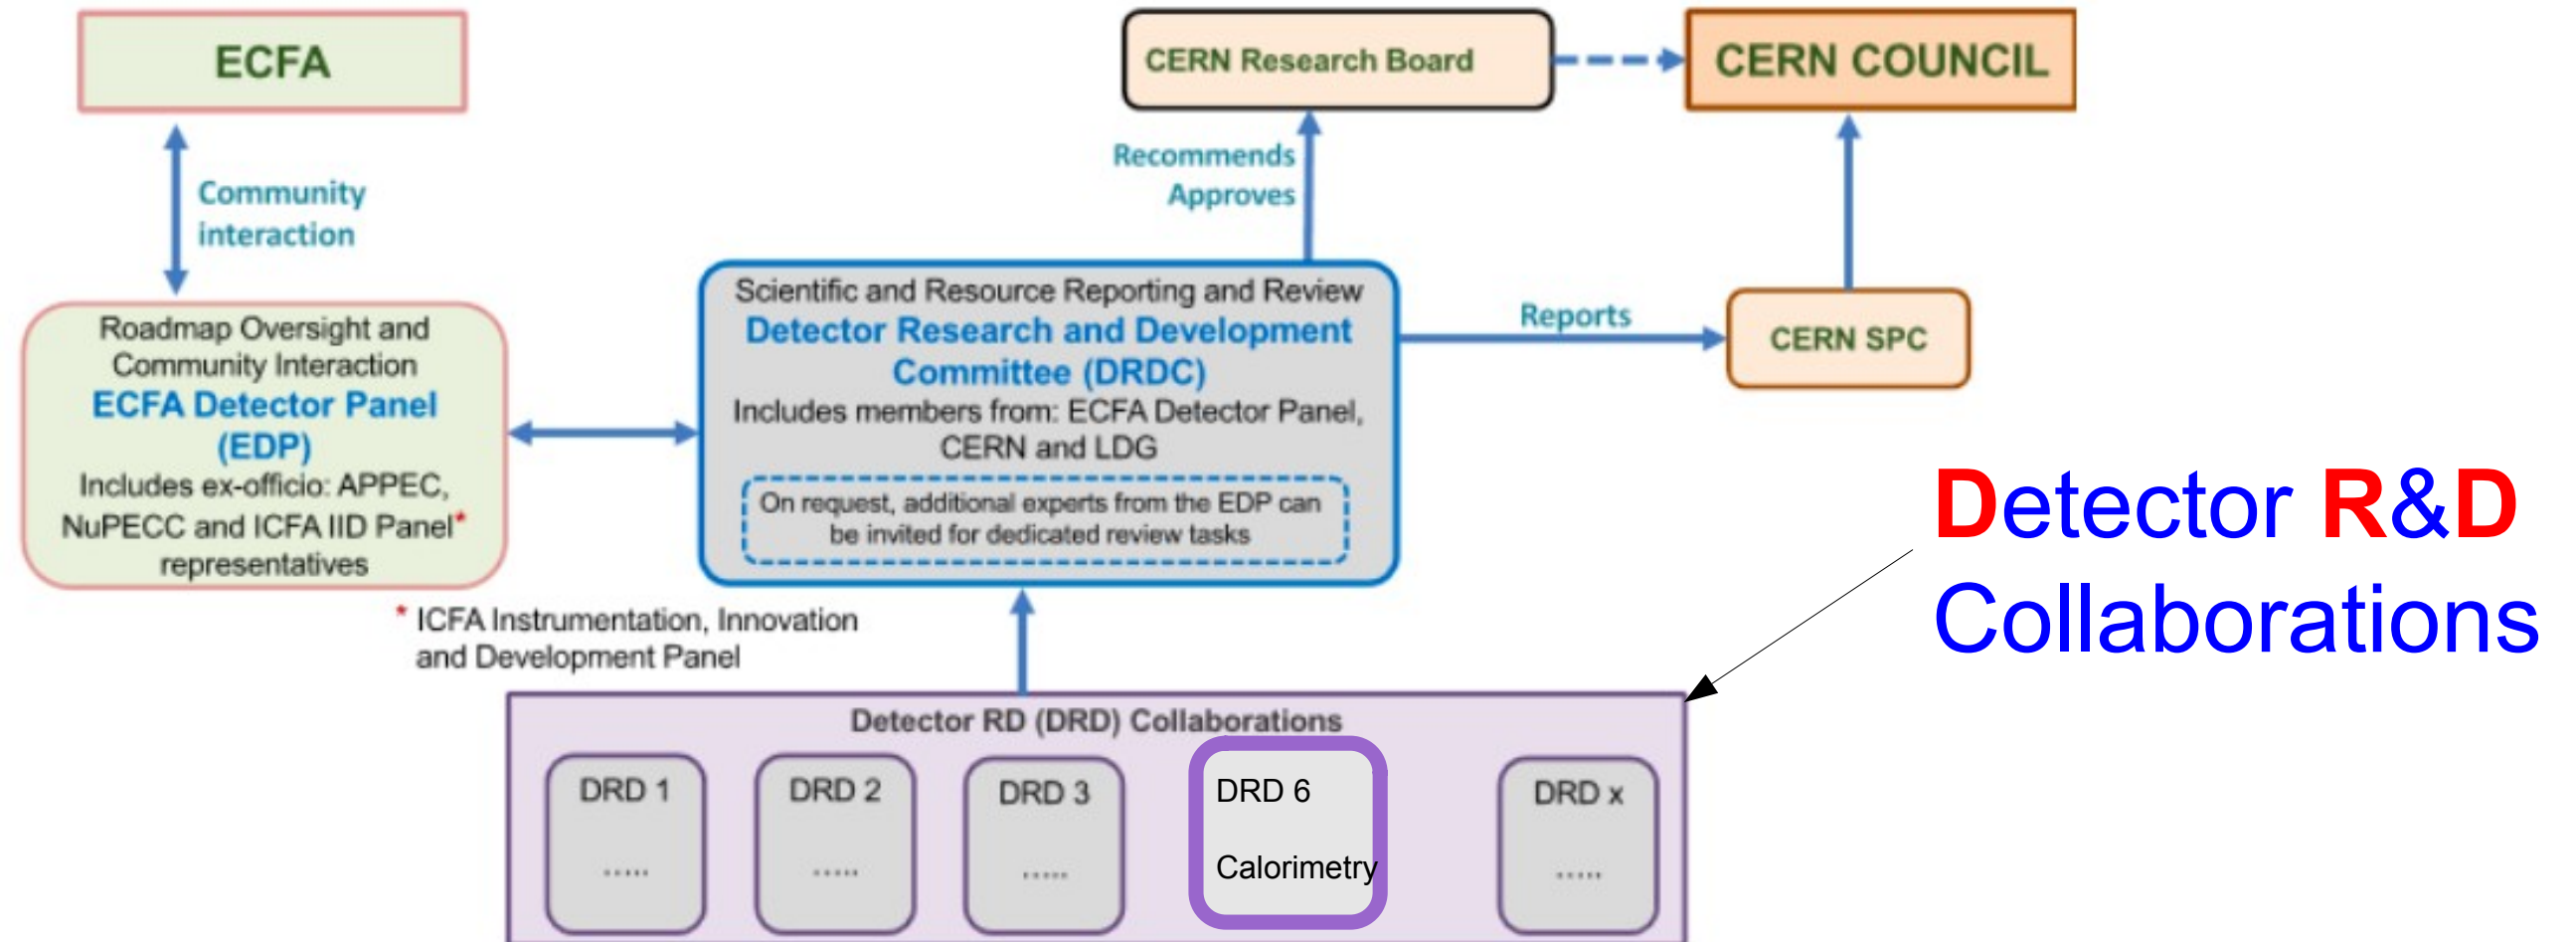 ECFA
CERN Research Board
CERN COUNCIL
Community
interaction
Recommends
Approves
Roadmap Oversight and
Community Interaction
ECFA Detector Panel
(EDP)
Includes ex-officio: APPEC,
NuPECC and ICFA IID Panel*
representatives
Scientific and Resource Reporting and Review
Detector Research and Development
Committee (DRDC)
Includes members from: ECFA Detector Panel,
CERN and LDG
On request, additional experts from the EDP can
be invited for dedicated review tasks
Reports
CERN SPC
Detector R&D
Collaborations
* ICFA Instrumentation, Innovation
and Development Panel
Detector RD (DRD) Collaborations
DRD 1
.....
DRD 2
.....
DRD 3
.....
DRD 6
Calorimetry
DRD x
.....